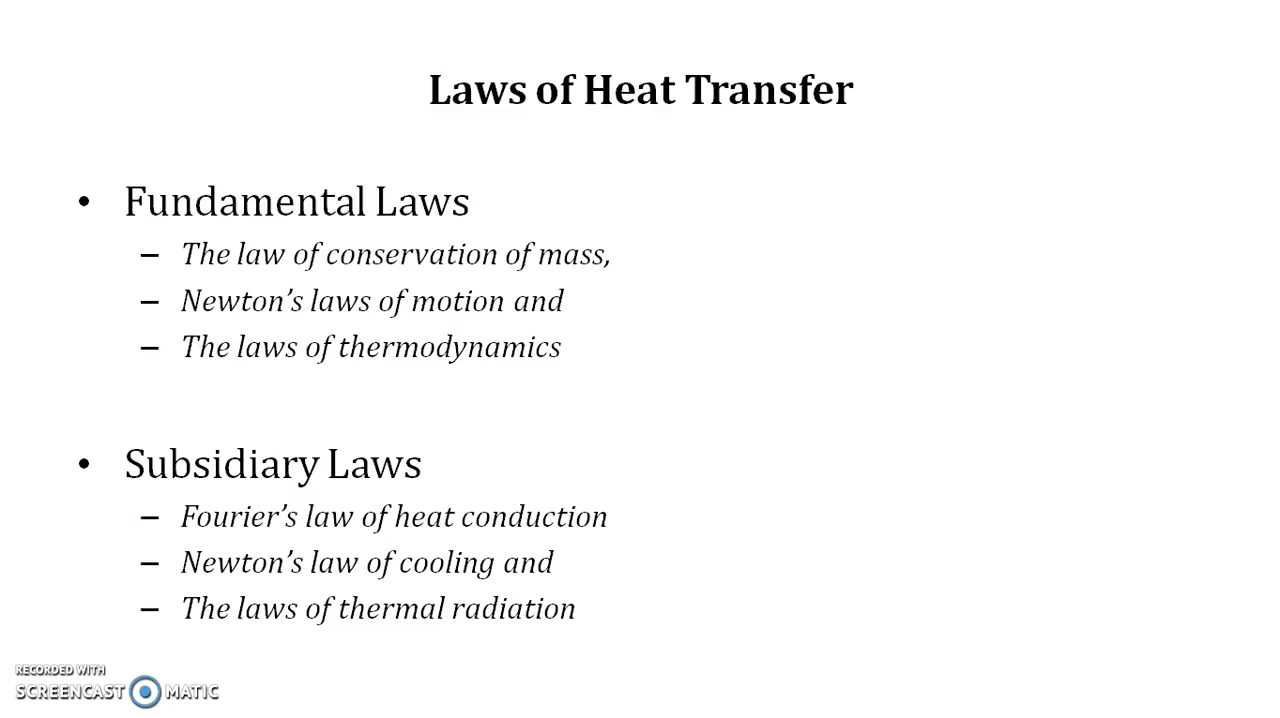 Laws of Heat Transfer
• Fundamental Laws
– The law of conservation of mass,
– Newton’s laws of motion and
– The laws of thermodynamics
• Subsidiary Laws
– Fourier’s law of heat conduction
– Newton’s law of cooling and
– The laws of thermal radiation
RECORDED WITH
SCREENCAST MATIC